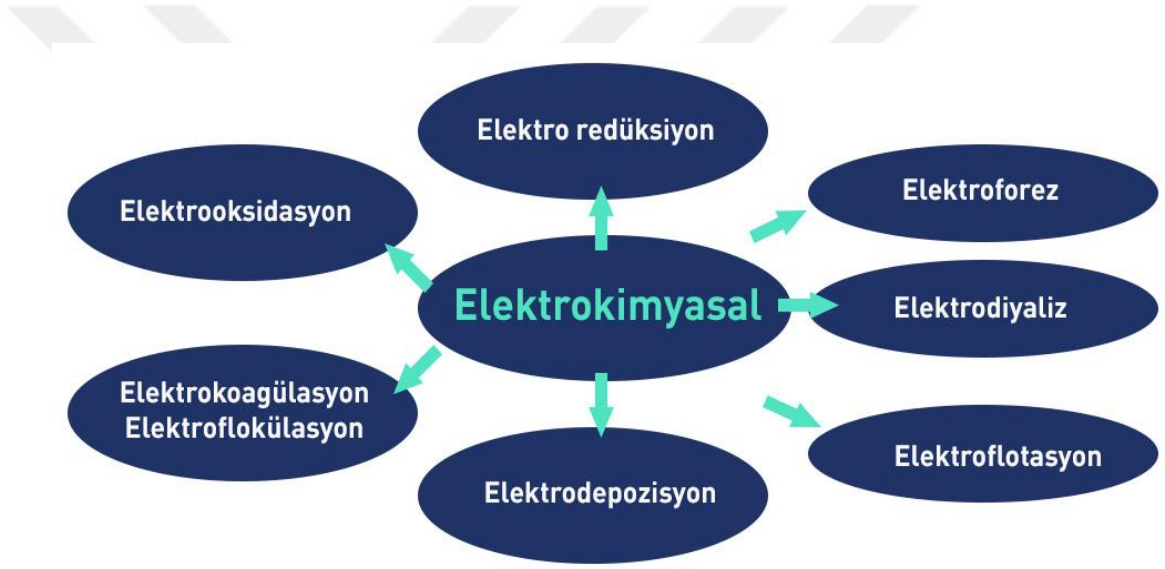 Elektro redüksiyon
Elektrooksidasyon
Elektroforez
Elektrokimyasal
Elektrodiyaliz
Elektrokoagülasyon
Elektroflokülasyon
Elektroflotasyon
Elektrodepozisyon